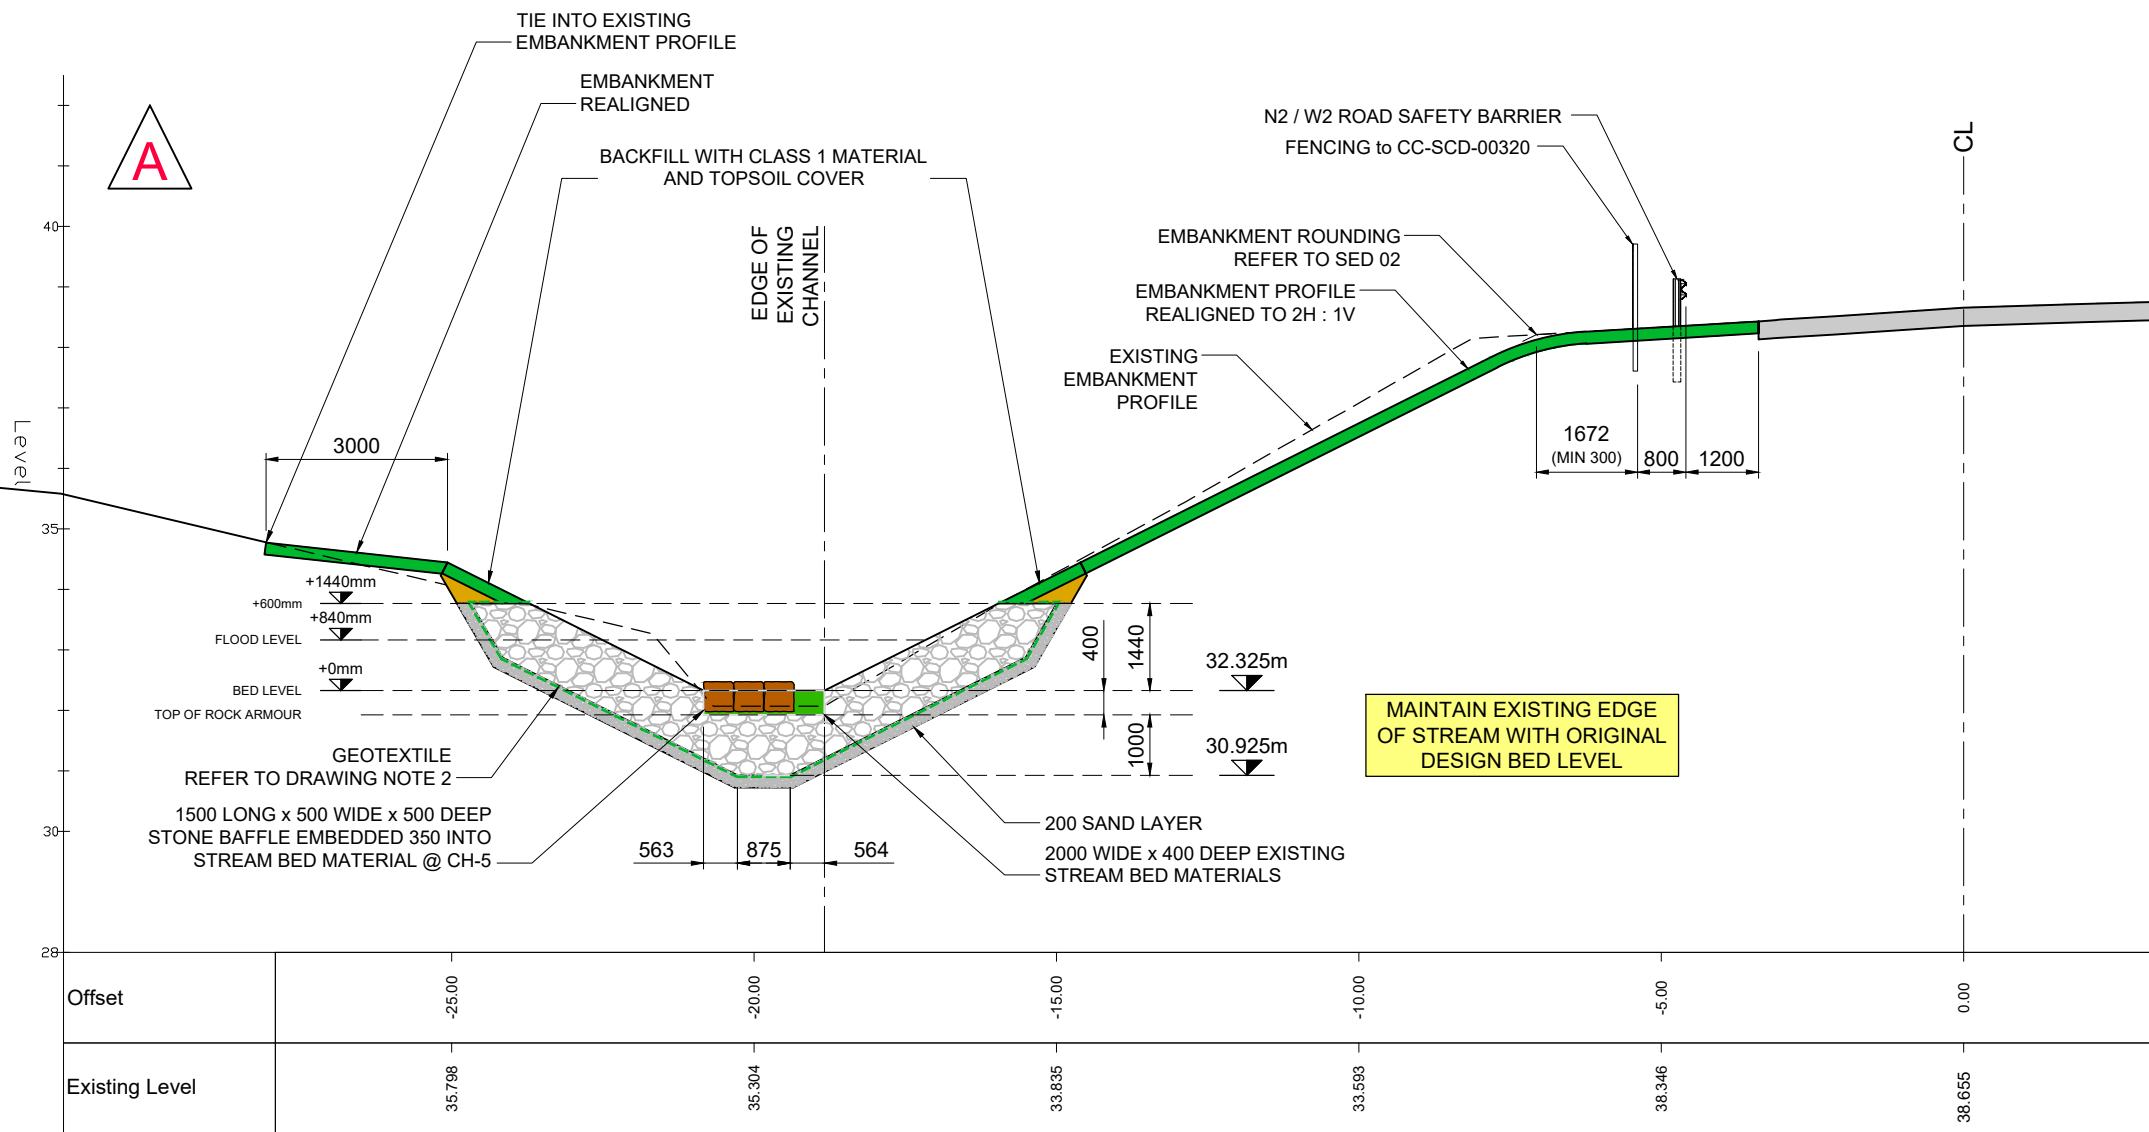 TIE INTO EXISTING
EMBANKMENT PROFILE
EMBANKMENT
REALIGNED
A
BACKFILL WITH CLASS 1 MATERIAL
AND TOPSOIL COVER
N2 / W2 ROAD SAFETY BARRIER
FENCING to CC-SCD-00320
CL
EDGE OF
EXISTING
CHANNEL
EMBANKMENT ROUNDING
REFER TO SED 02
EMBANKMENT PROFILE
REALIGNED TO 2H : 1V
EXISTING
EMBANKMENT
PROFILE
40
35
30
28
Level
3000
1672
(MIN 300)
800
1200
+1440mm
+600mm
+840mm
FLOOD LEVEL
+0mm
BED LEVEL
TOP OF ROCK ARMOUR
400
1440
1000
32.325m
30.925m
MAINTAIN EXISTING EDGE
OF STREAM WITH ORIGINAL
DESIGN BED LEVEL
GEOTEXTILE
REFER TO DRAWING NOTE 2
1500 LONG x 500 WIDE x 500 DEEP
STONE BAFFLE EMBEDDED 350 INTO
STREAM BED MATERIAL @ CH-5
563
875
564
200 SAND LAYER
2000 WIDE x 400 DEEP EXISTING
STREAM BED MATERIALS
Offset
-25.00
-20.00
-15.00
-10.00
-5.00
0.00
Existing Level
35.798
35.304
33.835
33.593
38.346
38.655